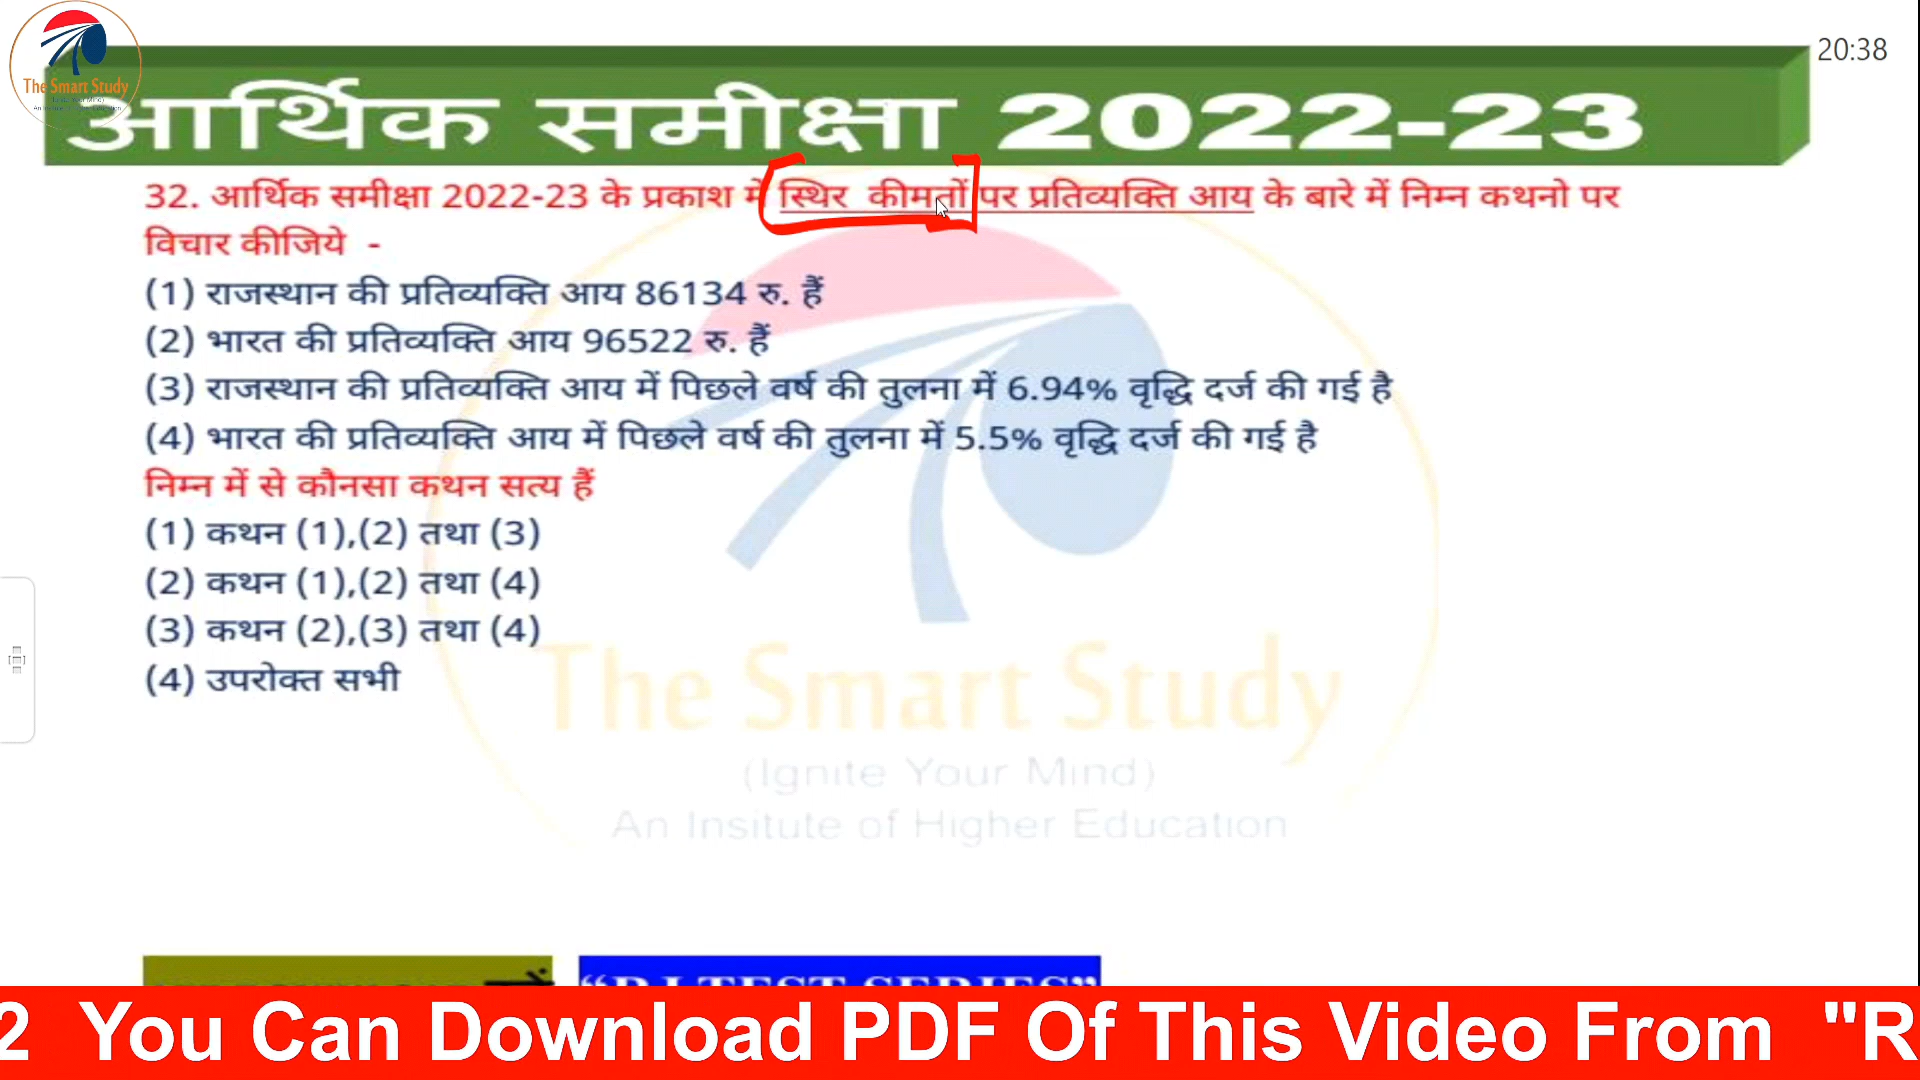 The Smart Study
20:38
आर्थिक समीक्षा 2022-23
32. आर्थिक समीक्षा 2022-23 के प्रकाश में स्थिर कीमतों पर प्रतिव्यक्ति आय के बारे में निम्न कथनो पर
विचार कीजिये -
(1) राजस्थान की प्रतिव्यक्ति आय 86134 रु. हैं
(2) भारत की प्रतिव्यक्ति आय 96522 रु. हैं
(3) राजस्थान की प्रतिव्यक्ति आय में पिछले वर्ष की तुलना में 6.94% वृद्धि दर्ज की गई है
(4) भारत की प्रतिव्यक्ति आय में पिछले वर्ष की तुलना में 5.5% वृद्धि दर्ज की गई है
निम्न में से कौनसा कथन सत्य हैं
(1) कथन (1),(2) तथा (3)
(2) कथन (1),(2) तथा (4)
(3) कथन (2),(3) तथा (4)
(4) उपरोक्त सभी
The Smart Study
(Ignite Your Mind)
An Insitute of Higher Education
2 You Can Download PDF Of This Video From "R